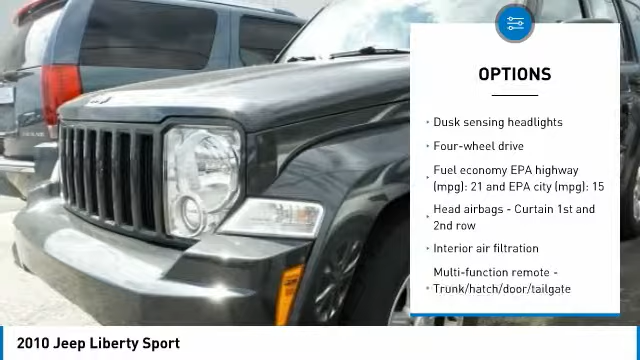 OPTIONS
Dusk sensing headlights
Four-wheel drive
Fuel economy EPA highway
(mpg): 21 and EPA city (mpg): 15
Head airbags - Curtain 1st and
2nd row
Interior air filtration
Multi-function remote -
Trunk/hatch/door/tailgate
2010 Jeep Liberty Sport